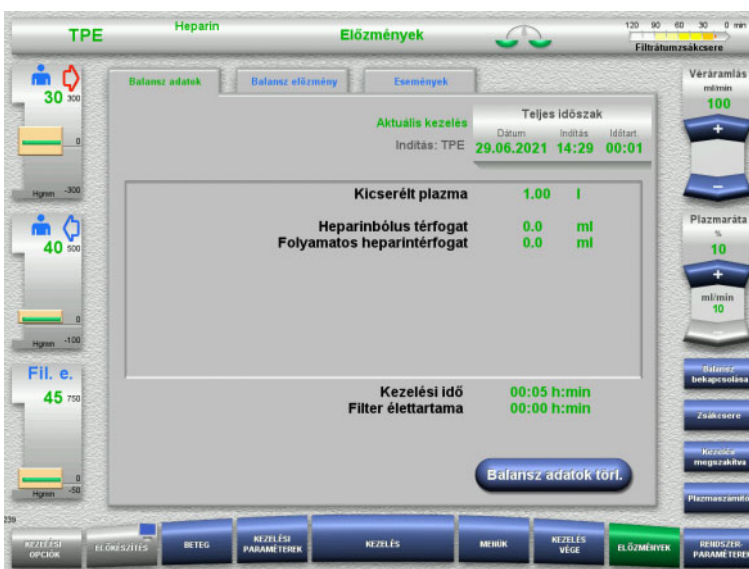 TPE
Heparin
Előzmények
120 90 60 30 0 min
Filtrátumzsákcsere
30 300
0
Hgmm -300
40 500
0
Hgmm -100
Fil. e.
45 750
0
Hgmm -50
Balansz adatok
Balansz előzmény
Események
Aktuális kezelés
Indítás: TPE
Teljes időszak
Dátum Indítás Időtart.
29.06.2021 14:29 00:01
Kicserélt plazma 1.00 l
Heparinbólus térfogat 0.0 ml
Folyamatos heparintérfogat 0.0 ml
Kezelési idő 00:05 h:min
Filter élettartama 00:00 h:min
Balansz adatok törl.
Véráramlás
ml/min
100
+
−
Plazmaráta
%
10
+
ml/min
10
Balansz
bekapcsolása
Zsákcsere
Kezelés
megszakítva
Plazmaszámító
239
KEZELÉSI
OPCIÓK
ELŐKÉSZÍTÉS
BETEG
KEZELÉSI
PARAMÉTEREK
KEZELÉS
MENÜK
KEZELÉS
VÉGE
ELŐZMÉNYEK
RENDSZER-
PARAMÉTEREK